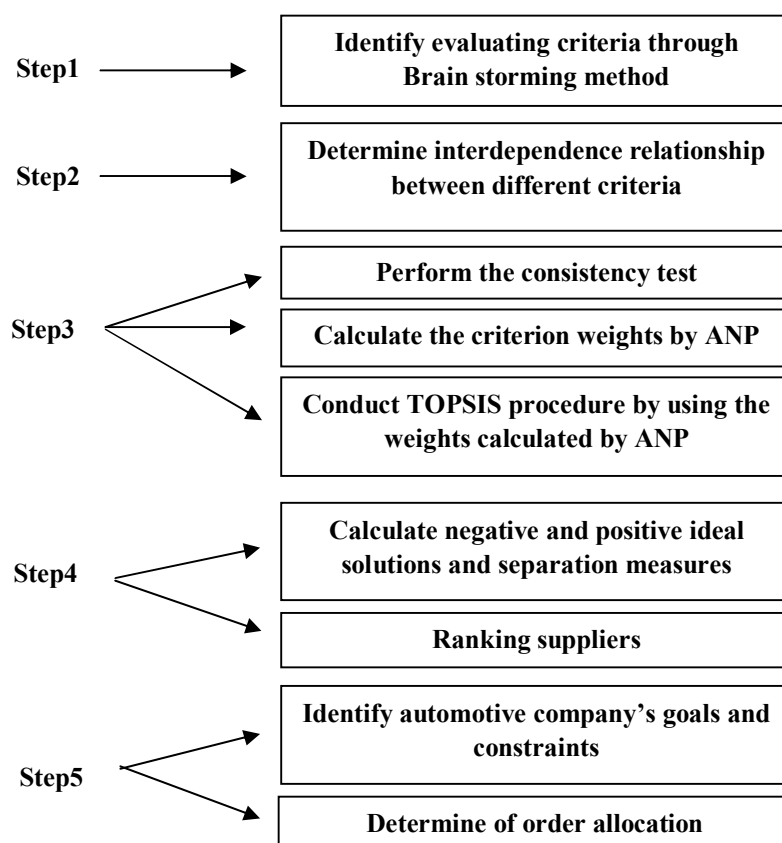 Step1
Identify evaluating criteria through
Brain storming method
Step2
Determine interdependence relationship
between different criteria
Step3
Perform the consistency test
Calculate the criterion weights by ANP
Conduct TOPSIS procedure by using the
weights calculated by ANP
Step4
Calculate negative and positive ideal
solutions and separation measures
Ranking suppliers
Step5
Identify automotive company’s goals and
constraints
Determine of order allocation